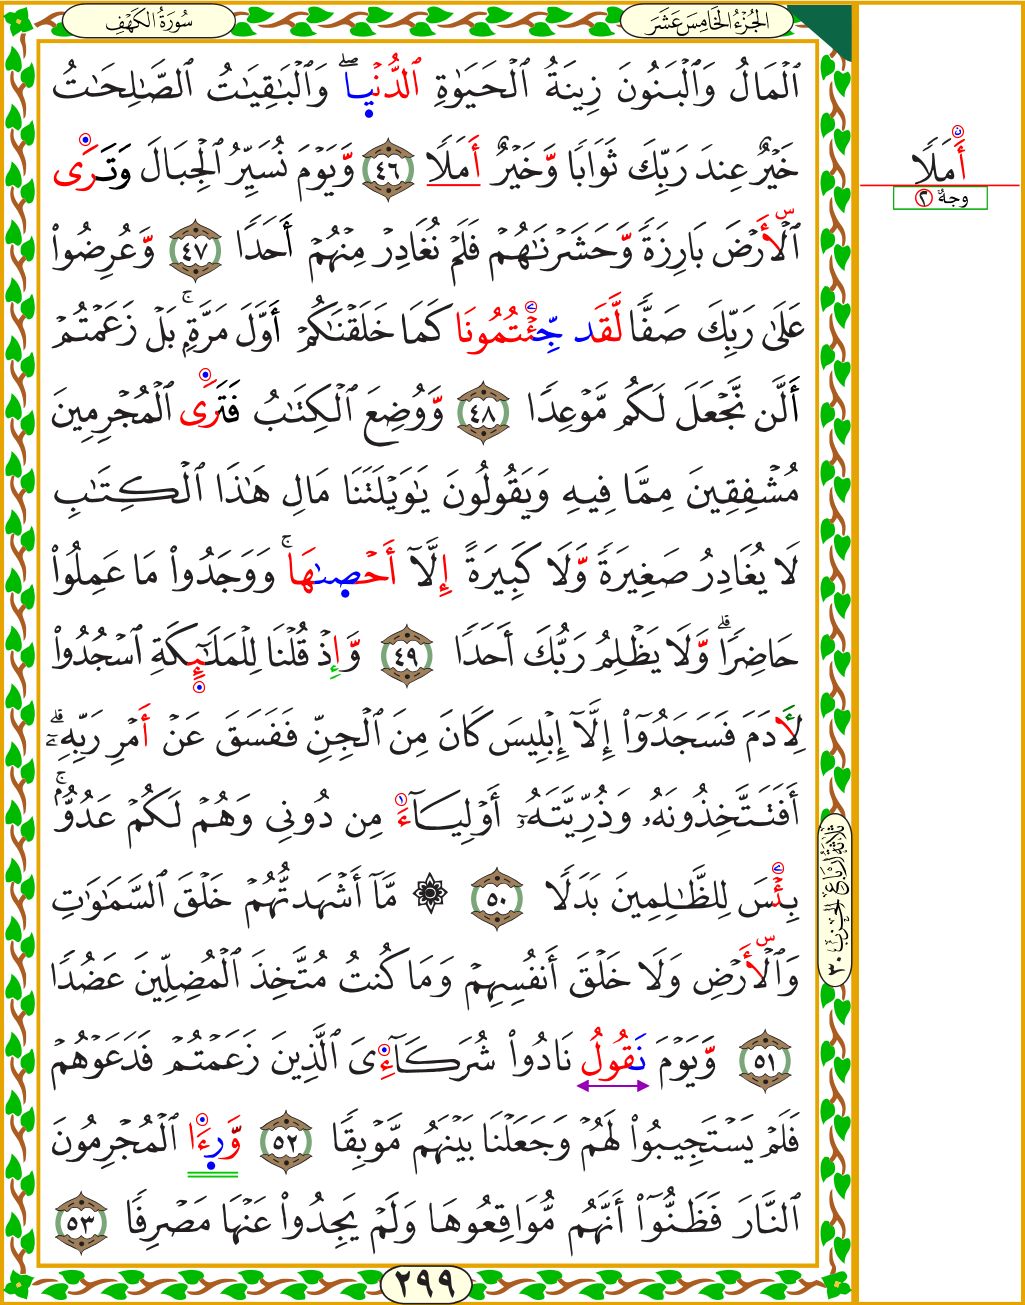 سُورَةُ الكَهْفِ
الجُزْءُ الخَامِسَ عَشَرَ
ٱلْمَالُ وَٱلْبَنُونَ زِينَةُ ٱلْحَيَوٰةِ ٱلدُّنْيَاۖ وَٱلْبَٰقِيَٰتُ ٱلصَّٰلِحَٰتُ
خَيْرٌ عِندَ رَبِّكَ ثَوَابًا وَّخَيْرٌ أَمَلًا ٤٦ وَّيَوْمَ نُسَيِّرُ ٱلْجِبَالَ وَتَرَى
ٱلْأَرْضَ بَارِزَةً وَّحَشَرْنَٰهُمْ فَلَمْ نُغَادِرْ مِنْهُمْ أَحَدًا ٤٧ وَّعُرِضُوا۟
عَلَىٰ رَبِّكَ صَفًّا لَّقَد جِّئْتُمُونَا كَمَا خَلَقْنَٰكُمْ أَوَّلَ مَرَّةٍۭۚ بَلْ زَعَمْتُمْ
أَلَّن نَّجْعَلَ لَكُم مَّوْعِدًا ٤٨ وَّوُضِعَ ٱلْكِتَٰبُ فَتَرَى ٱلْمُجْرِمِينَ
مُشْفِقِينَ مِمَّا فِيهِ وَيَقُولُونَ يَٰوَيْلَتَنَا مَالِ هَٰذَا ٱلْكِتَٰبِ
لَا يُغَادِرُ صَغِيرَةً وَّلَا كَبِيرَةً إِلَّآ أَحْصَىٰهَاۚ وَوَجَدُوا۟ مَا عَمِلُوا۟
حَاضِرًاۗ وَّلَا يَظْلِمُ رَبُّكَ أَحَدًا ٤٩ وَّإِذْ قُلْنَا لِلْمَلَٰٓئِكَةِ ٱسْجُدُوا۟
لِأٓدَمَ فَسَجَدُوٓا۟ إِلَّآ إِبْلِيسَ كَانَ مِنَ ٱلْجِنِّ فَفَسَقَ عَنْ أَمْرِ رَبِّهِۦٓۗ
أَفَتَتَّخِذُونَهُۥ وَذُرِّيَّتَهُۥٓ أَوْلِيَآءَ مِن دُونِى وَهُمْ لَكُمْ عَدُوٌّۢۚ
بِئْسَ لِلظَّٰلِمِينَ بَدَلًا ٥٠ ۞ مَّآ أَشْهَدتُّهُمْ خَلْقَ ٱلسَّمَٰوَٰتِ
وَٱلْأَرْضِ وَلَا خَلْقَ أَنفُسِهِمْ وَمَا كُنتُ مُتَّخِذَ ٱلْمُضِلِّينَ عَضُدًا
٥١ وَّيَوْمَ نَقُولُ نَادُوا۟ شُرَكَآءِىَ ٱلَّذِينَ زَعَمْتُمْ فَدَعَوْهُمْ
فَلَمْ يَسْتَجِيبُوا۟ لَهُمْ وَجَعَلْنَا بَيْنَهُم مَّوْبِقًا ٥٢ وَّرِءَا ٱلْمُجْرِمُونَ
ٱلنَّارَ فَظَنُّوٓا۟ أَنَّهُم مُّوَاقِعُوهَا وَلَمْ يَجِدُوا۟ عَنْهَا مَصْرِفًا ٥٣
٢٩٩
أَمَلًا
وجهٌ ٢
ثَلَاثَةُ أَرْبَاعِ الحِزْبِ ٣٠